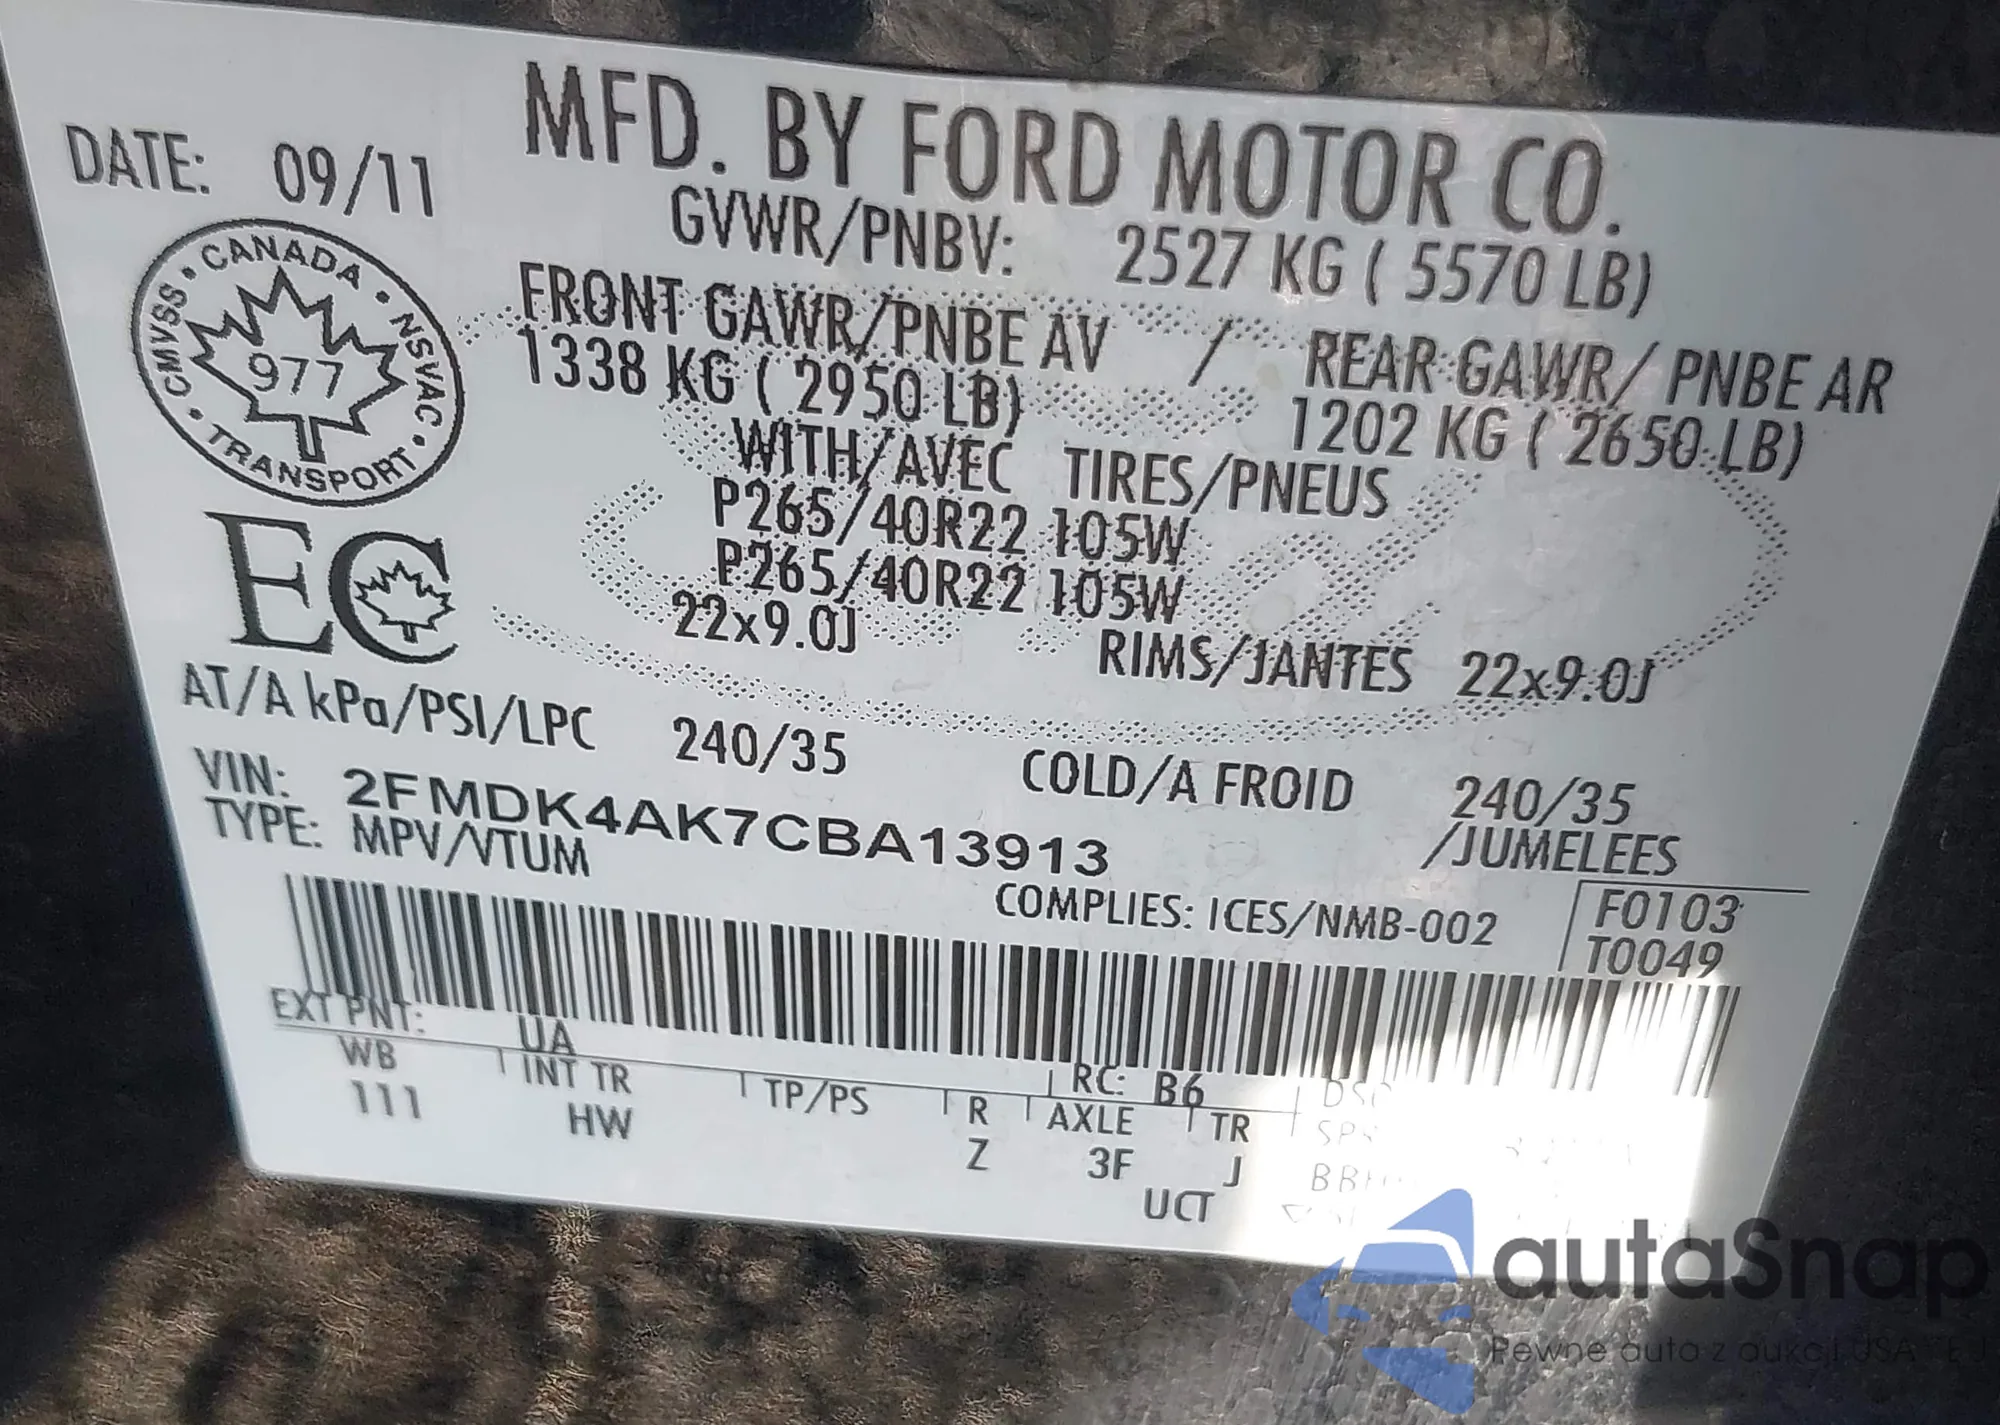 MFD. BY FORD MOTOR CO.
DATE: 09/11
GVWR/PNBV: 2527 KG ( 5570 LB)
FRONT GAWR/PNBE AV / REAR GAWR/ PNBE AR
1338 KG ( 2950 LB) 1202 KG ( 2650 LB)
WITH/AVEC TIRES/PNEUS
P265/40R22 105W
P265/40R22 105W
22x9.0J RIMS/JANTES 22x9.0J
CANADA • NSVAC • TRANSPORT • CMVSS •
977
EC
AT/A kPa/PSI/LPC 240/35 COLD/A FROID 240/35
VIN: 2FMDK4AK7CBA13913 /JUMELEES
TYPE: MPV/VTUM
COMPLIES: ICES/NMB-002 F0103
T0049
EXT PNT: UA RC: B6
WB INT TR TP/PS R AXLE TR
111 HW Z 3F J
UCT
autaSnap
Pewne auta z aukcji USA